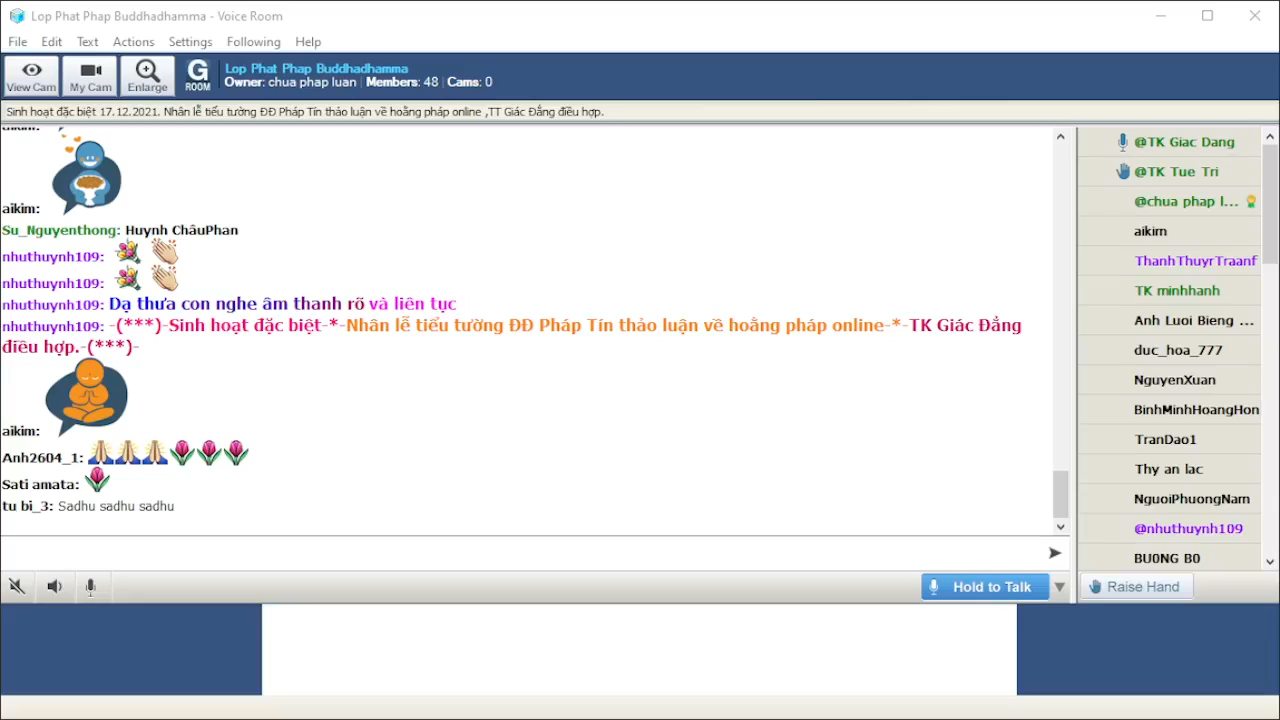 Lop Phat Phap Buddhadhamma - Voice Room
File Edit Text Actions Settings Following Help
View Cam My Cam Enlarge G ROOM
Lop Phat Phap Buddhadhamma
Owner: chua phap luan | Members: 48 | Cams: 0
Sinh hoạt đặc biệt 17.12.2021. Nhân lễ tiểu tường ĐĐ Pháp Tín thảo luận về hoằng pháp online ,TT Giác Đẳng điều hợp.
aikim:
aikim:
Su_Nguyenthong: Huynh ChâuPhan
nhuthuynh109:
nhuthuynh109:
nhuthuynh109: Dạ thưa con nghe âm thanh rõ và liên tục
nhuthuynh109: -(***)-Sinh hoạt đặc biệt-*-Nhân lễ tiểu tường ĐĐ Pháp Tín thảo luận về hoằng pháp online-*-TK Giác Đẳng
điều hợp.-(***)-
aikim:
Anh2604_1:
Sati amata:
tu bi_3: Sadhu sadhu sadhu
@TK Giac Dang
@TK Tue Tri
@chua phap l...
aikim
ThanhThuyrTraanf
TK minhhanh
Anh Luoi Bieng ...
duc_hoa_777
NguyenXuan
BinhMinhHoangHon
TranDao1
Thy an lac
NguoiPhuongNam
@nhuthuynh109
BU0NG B0
Hold to Talk
Raise Hand